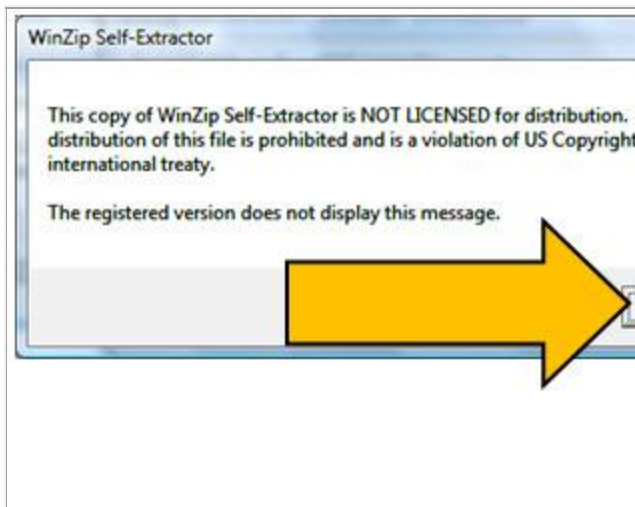 WinZip Self-Extractor
This copy of WinZip Self-Extractor is NOT LICENSED for distribution.
distribution of this file is prohibited and is a violation of US Copyright
international treaty.
The registered version does not display this message.